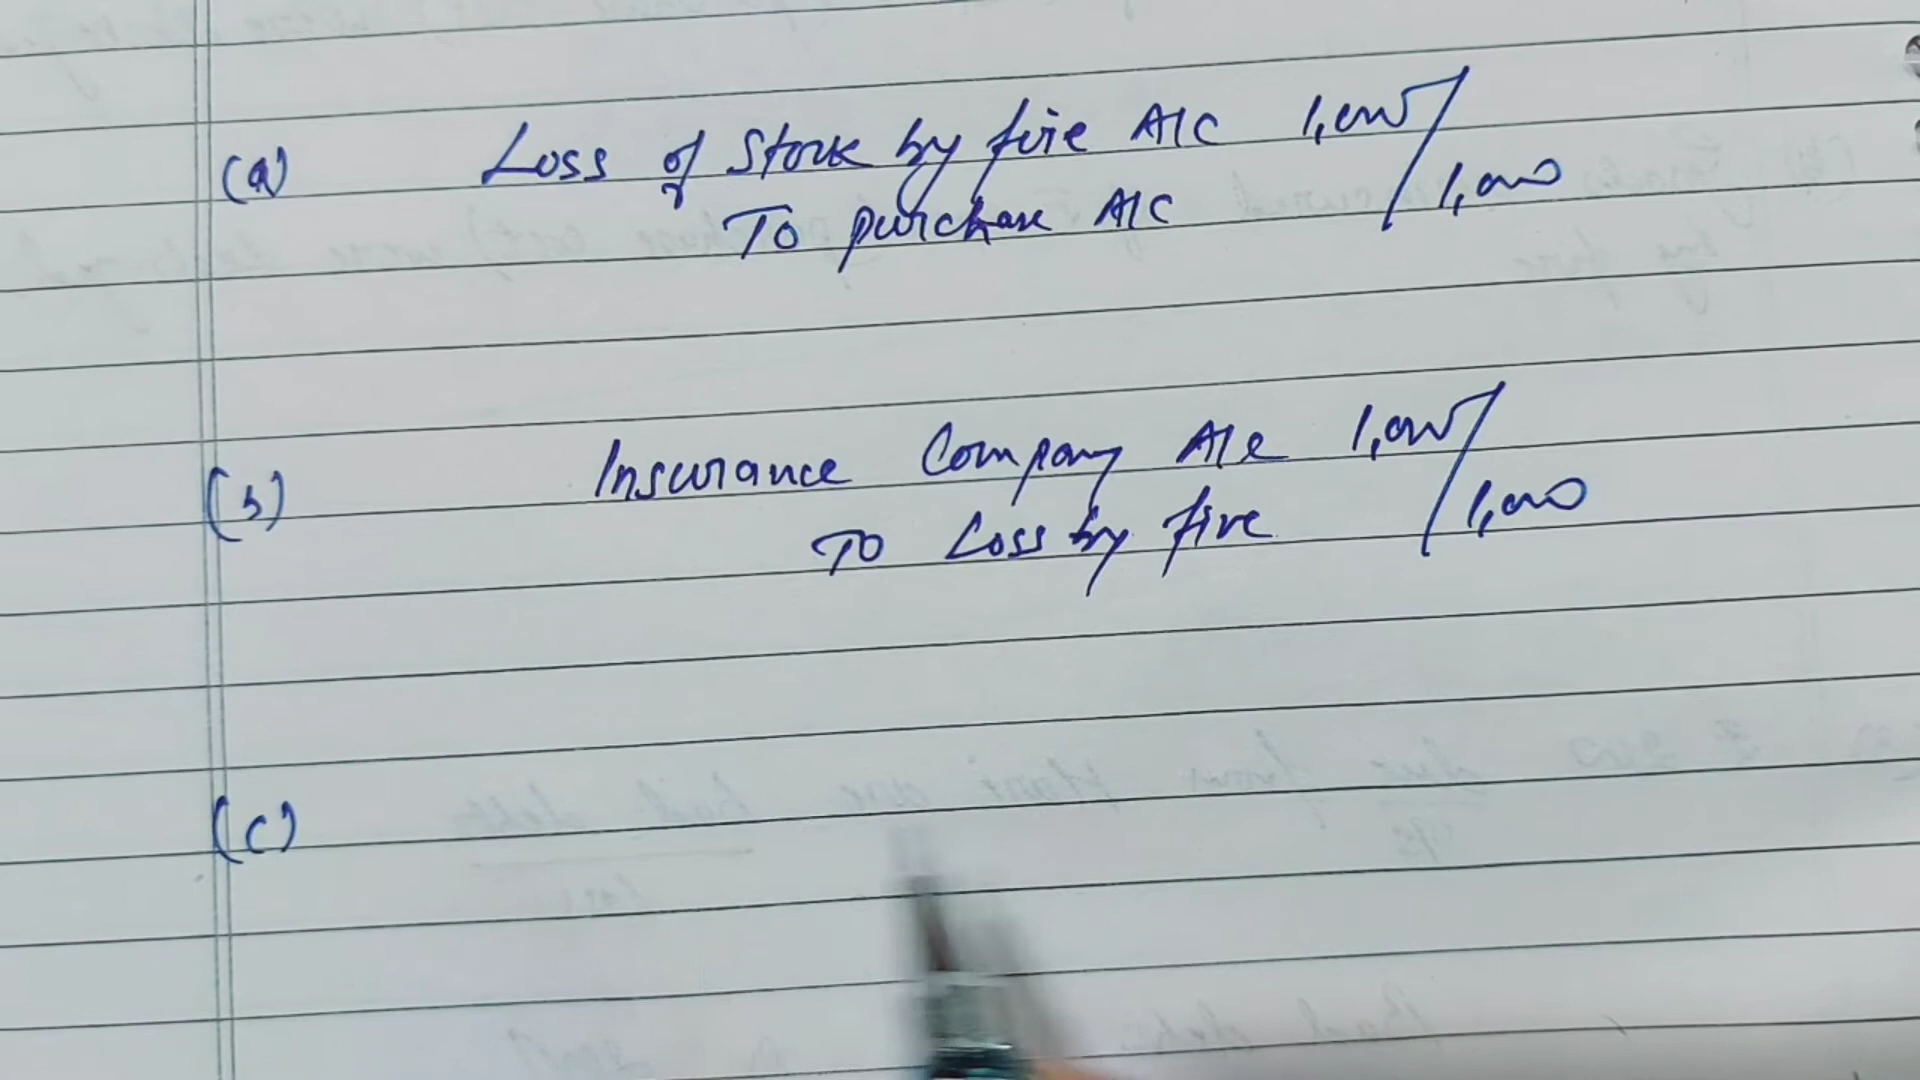 (a) Loss of Stock by fire A/C 1,000
To purchase A/C 1,000
(b) Insurance Company A/c 1,000
To Loss by fire 1,000
(c)